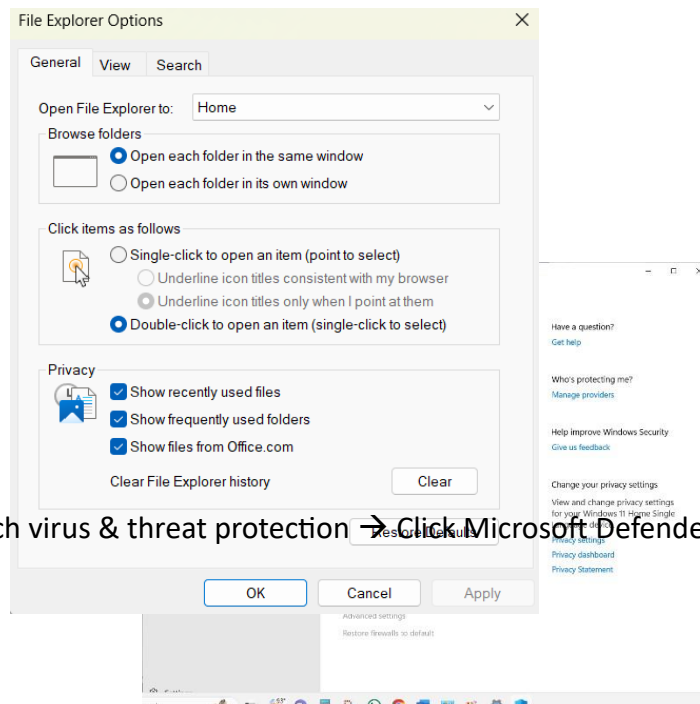 File Explorer Options
General View Search
Open File Explorer to: Home
Browse folders
Open each folder in the same window
Open each folder in its own window
Click items as follows
Single-click to open an item (point to select)
Underline icon titles consistent with my browser
Underline icon titles only when I point at them
Double-click to open an item (single-click to select)
Privacy
Show recently used files
Show frequently used folders
Show files from Office.com
Clear File Explorer history Clear
Restore Defaults
OK Cancel Apply
ch virus & threat protection → Click Microsoft Defende
Have a question?
Get help
Who's protecting me?
Manage providers
Help improve Windows Security
Give us feedback
Change your privacy settings
View and change privacy settings
for your Windows 11 Home Single
Language device.
Privacy settings
Privacy dashboard
Privacy Statement
Advanced settings
Restore firewalls to default